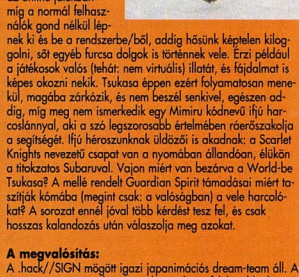 míg a normál felhasz-
nálók gond nélkül lép-
nek ki és be a rendszerbe/ből, addig hősünk képtelen kilog-
golni, sőt egyéb furcsa dolgok is történnek vele. Érzi például
a játékosok valós (tehát: nem virtuális) illatát, és fájdalmat is
képes okozni nekik. Tsukasa éppen ezért folyamatosan mene-
kül, magába zárkózik, és nem beszél senkivel, egészen ad-
dig, míg meg nem ismerkedik egy Mimiru kódnevű ifjú har-
coslánnyal, aki a szó legszorosabb értelmében ráerőszakolja
a segítségét. Ifjú héroszunknak üldözői is akadnak: a Scarlet
Knights nevezetű csapat van a nyomában állandóan, élükön
a titokzatos Subaruval. Vajon miért van bezárva a World-be
Tsukasa? A mellé rendelt Guardian Spirit támadásai miért ta-
szítják kómába (megint csak: a valóságban) a vele harcoló-
kat? A sorozat ennél jóval több kérdést tesz fel, és csak
hosszas kalandozás után válaszolja meg azokat.
A megvalósítás:
A .hack//SIGN mögött igazi japanimációs dream-team áll. A